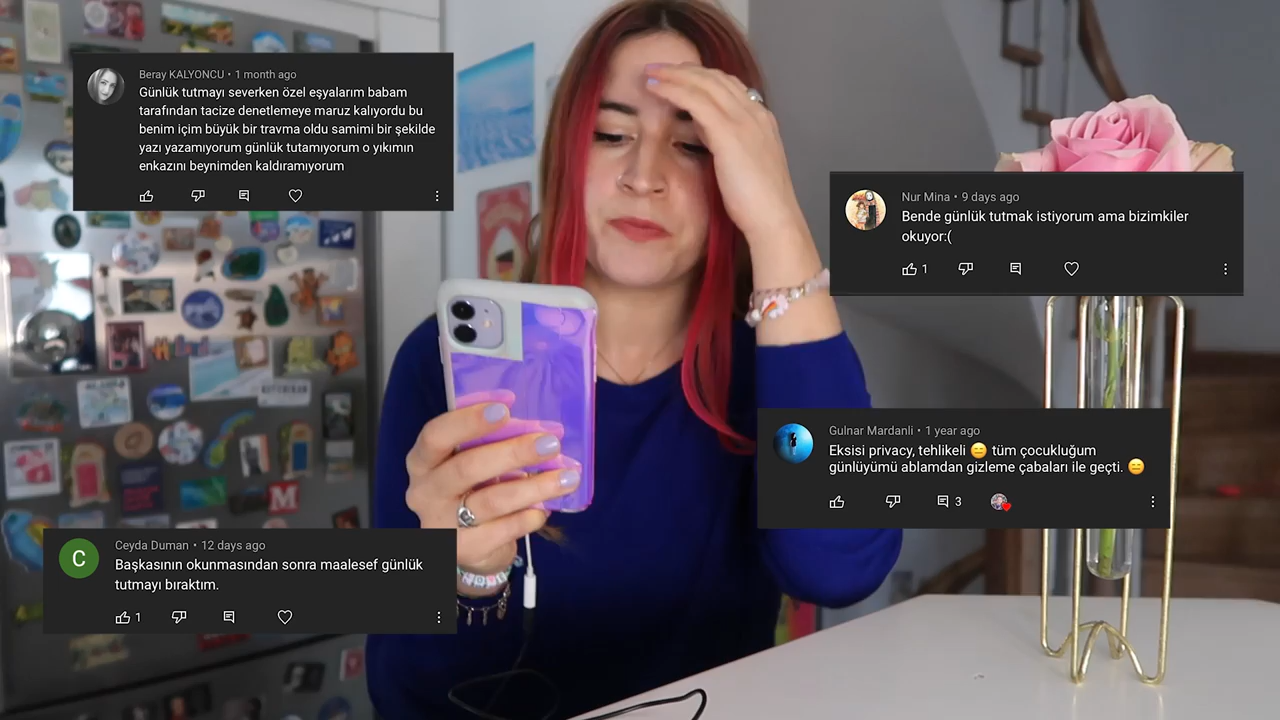 Beray KALYONCU • 1 month ago
Günlük tutmayı severken özel eşyalarım babam
tarafından tacize denetlemeye maruz kalıyordu bu
benim içim büyük bir travma oldu samimi bir şekilde
yazı yazamıyorum günlük tutamıyorum o yıkımın
enkazını beynimden kaldıramıyorum
Nur Mina • 9 days ago
Bende günlük tutmak istiyorum ama bizimkiler
okuyor:(
1
Gulnar Mardanli • 1 year ago
Eksisi privacy, tehlikeli 😑 tüm çocukluğum
günlüyümü ablamdan gizleme çabaları ile geçti. 😑
3
C
Ceyda Duman • 12 days ago
Başkasının okunmasından sonra maalesef günlük
tutmayı bıraktım.
1
M